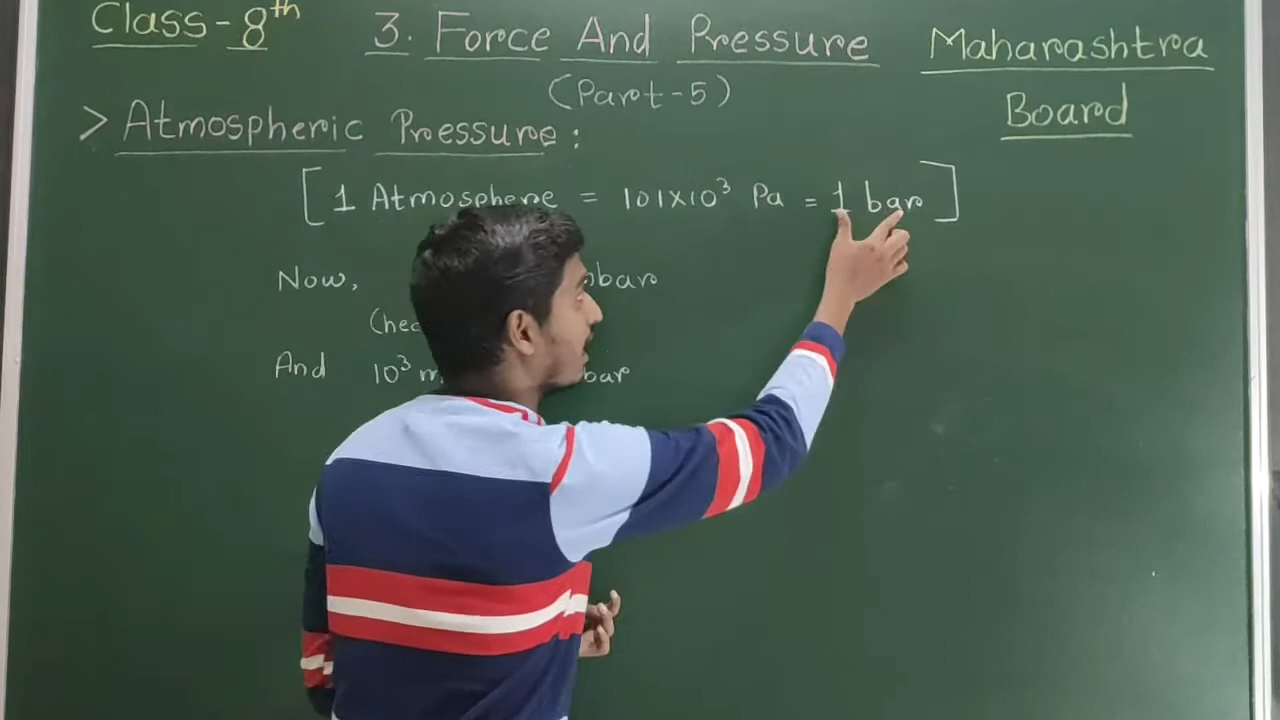 Class-8th
3. Force And Pressure
Maharashtra
Board
(Part-5)
> Atmospheric Pressure:
[1 Atmosphere = 101×10³ Pa = 1 bar]
Now,
And 10³
bar